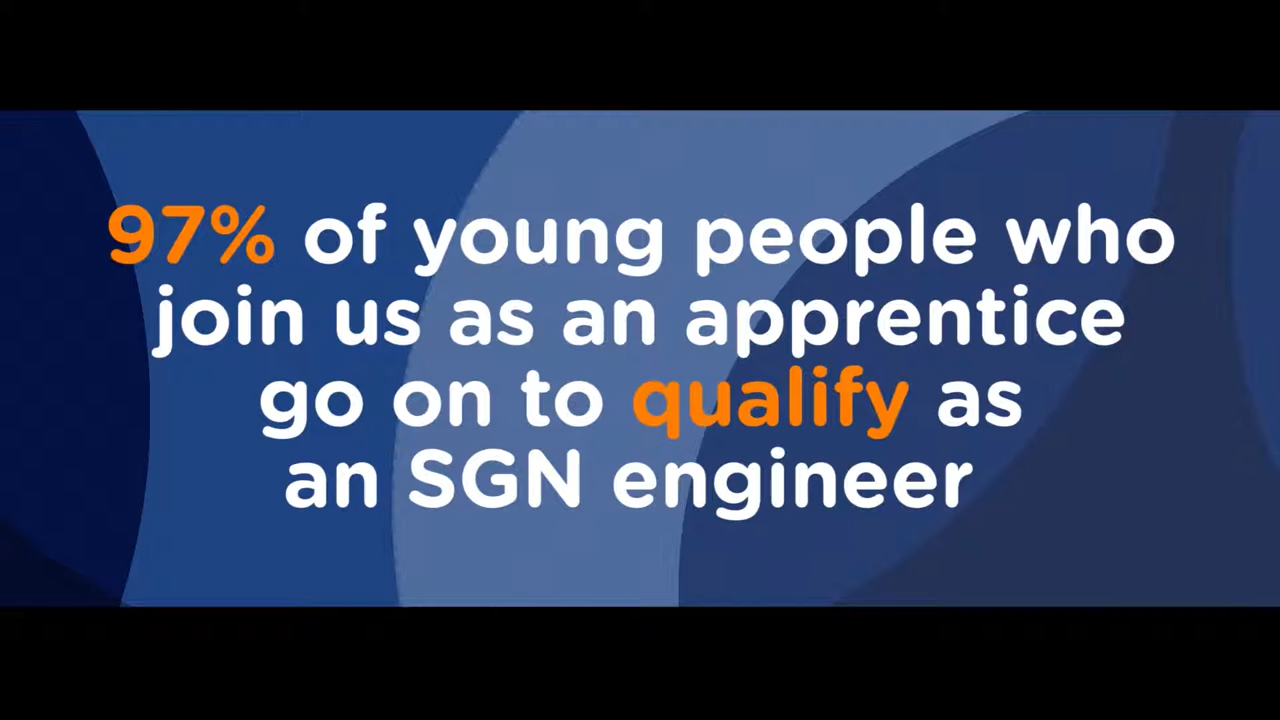 97% of young people who
join us as an apprentice
go on to qualify as
an SGN engineer